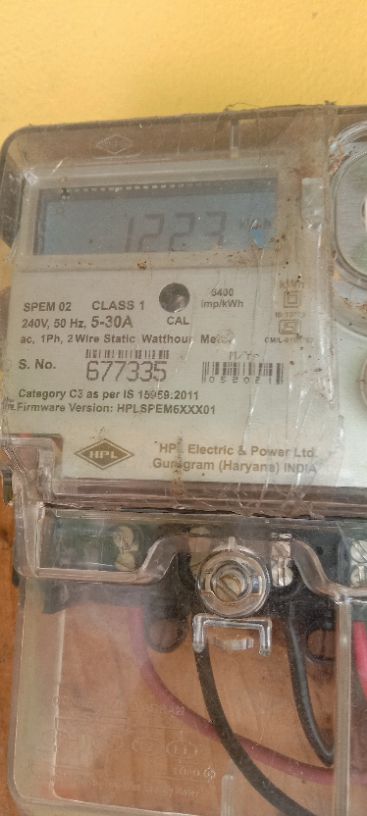 1223
SPEM 02 CLASS 1 6400
240V, 50 Hz, 5-30A CAL imp/kWh
ac, 1Ph, 2Wire Static Watthour
S. No. 677335
Category C3 as per IS 15959:2011
Firmware Version: HPLSPEM6XXX01
HPL Electric & Power Ltd.
HPL Gurugram (Haryana) INDIA